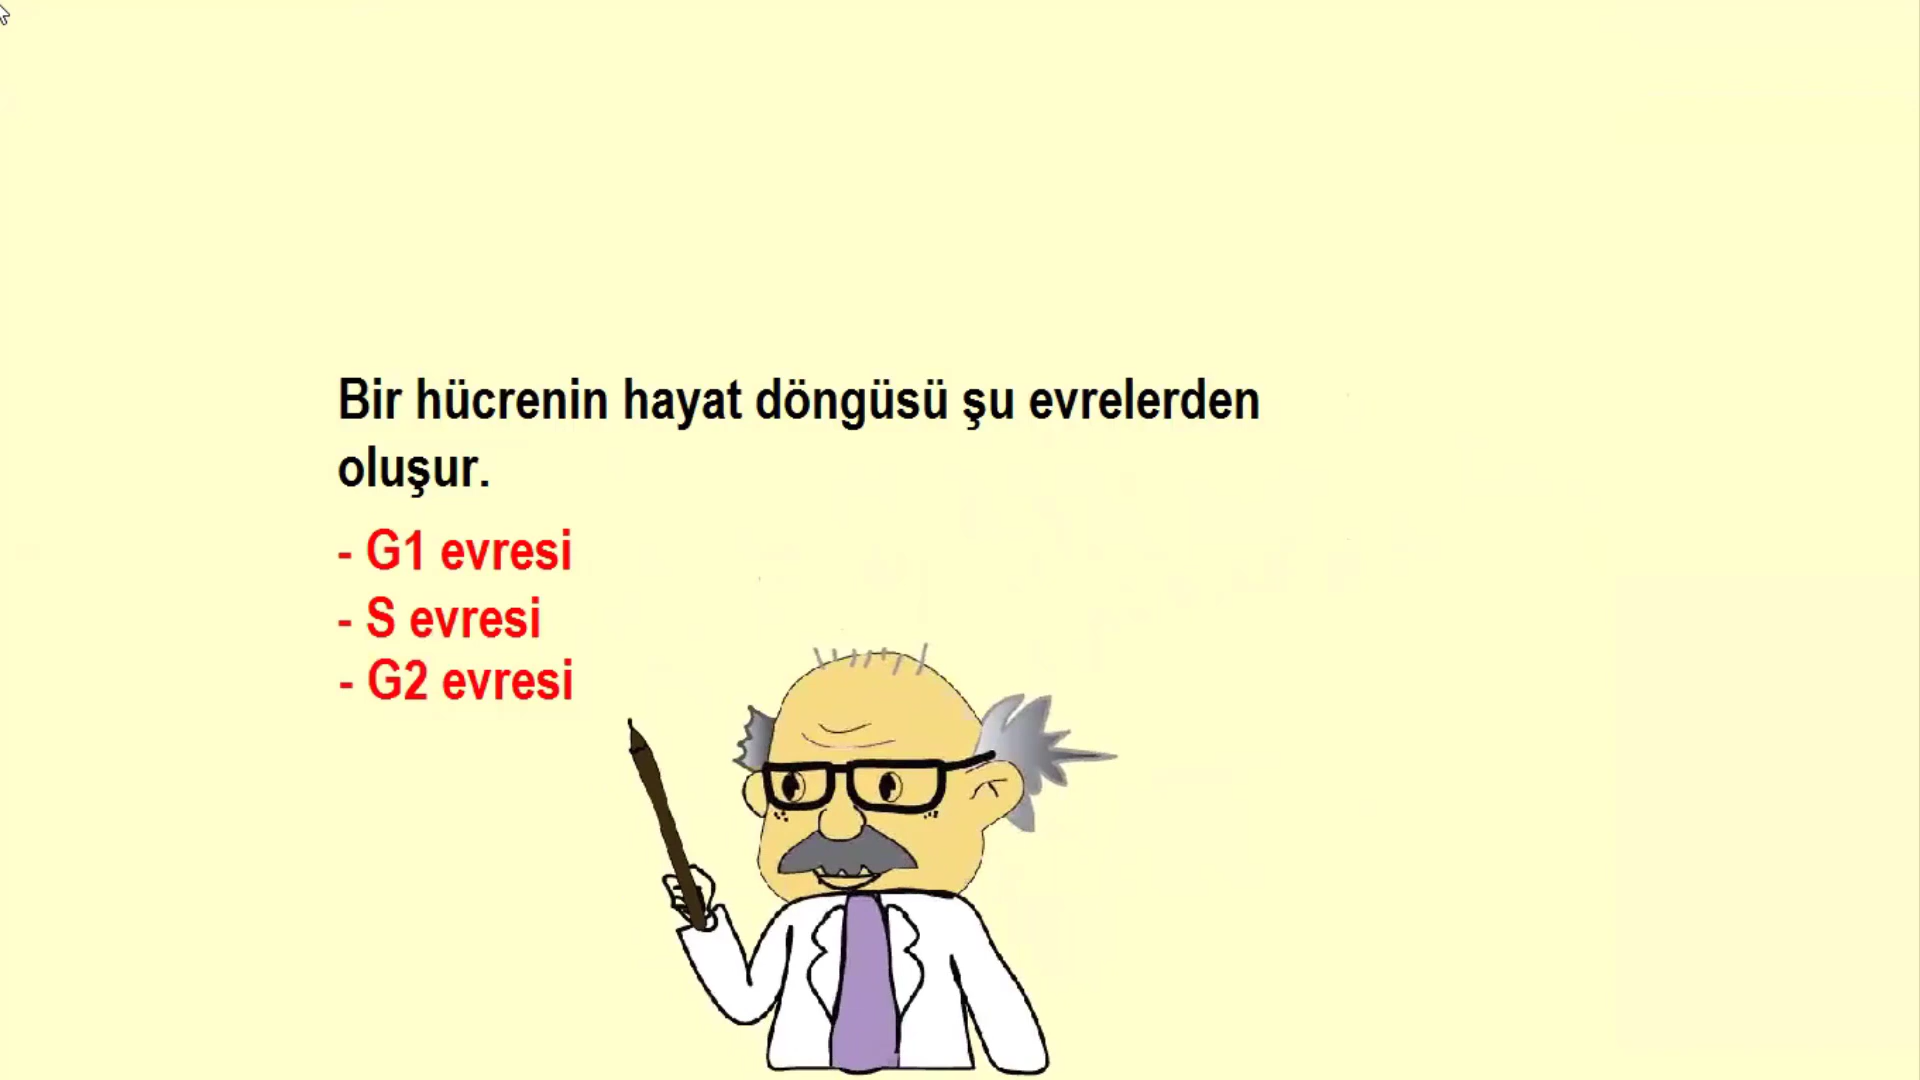 Bir hücrenin hayat döngüsü şu evrelerden
oluşur.
- G1 evresi
- S evresi
- G2 evresi